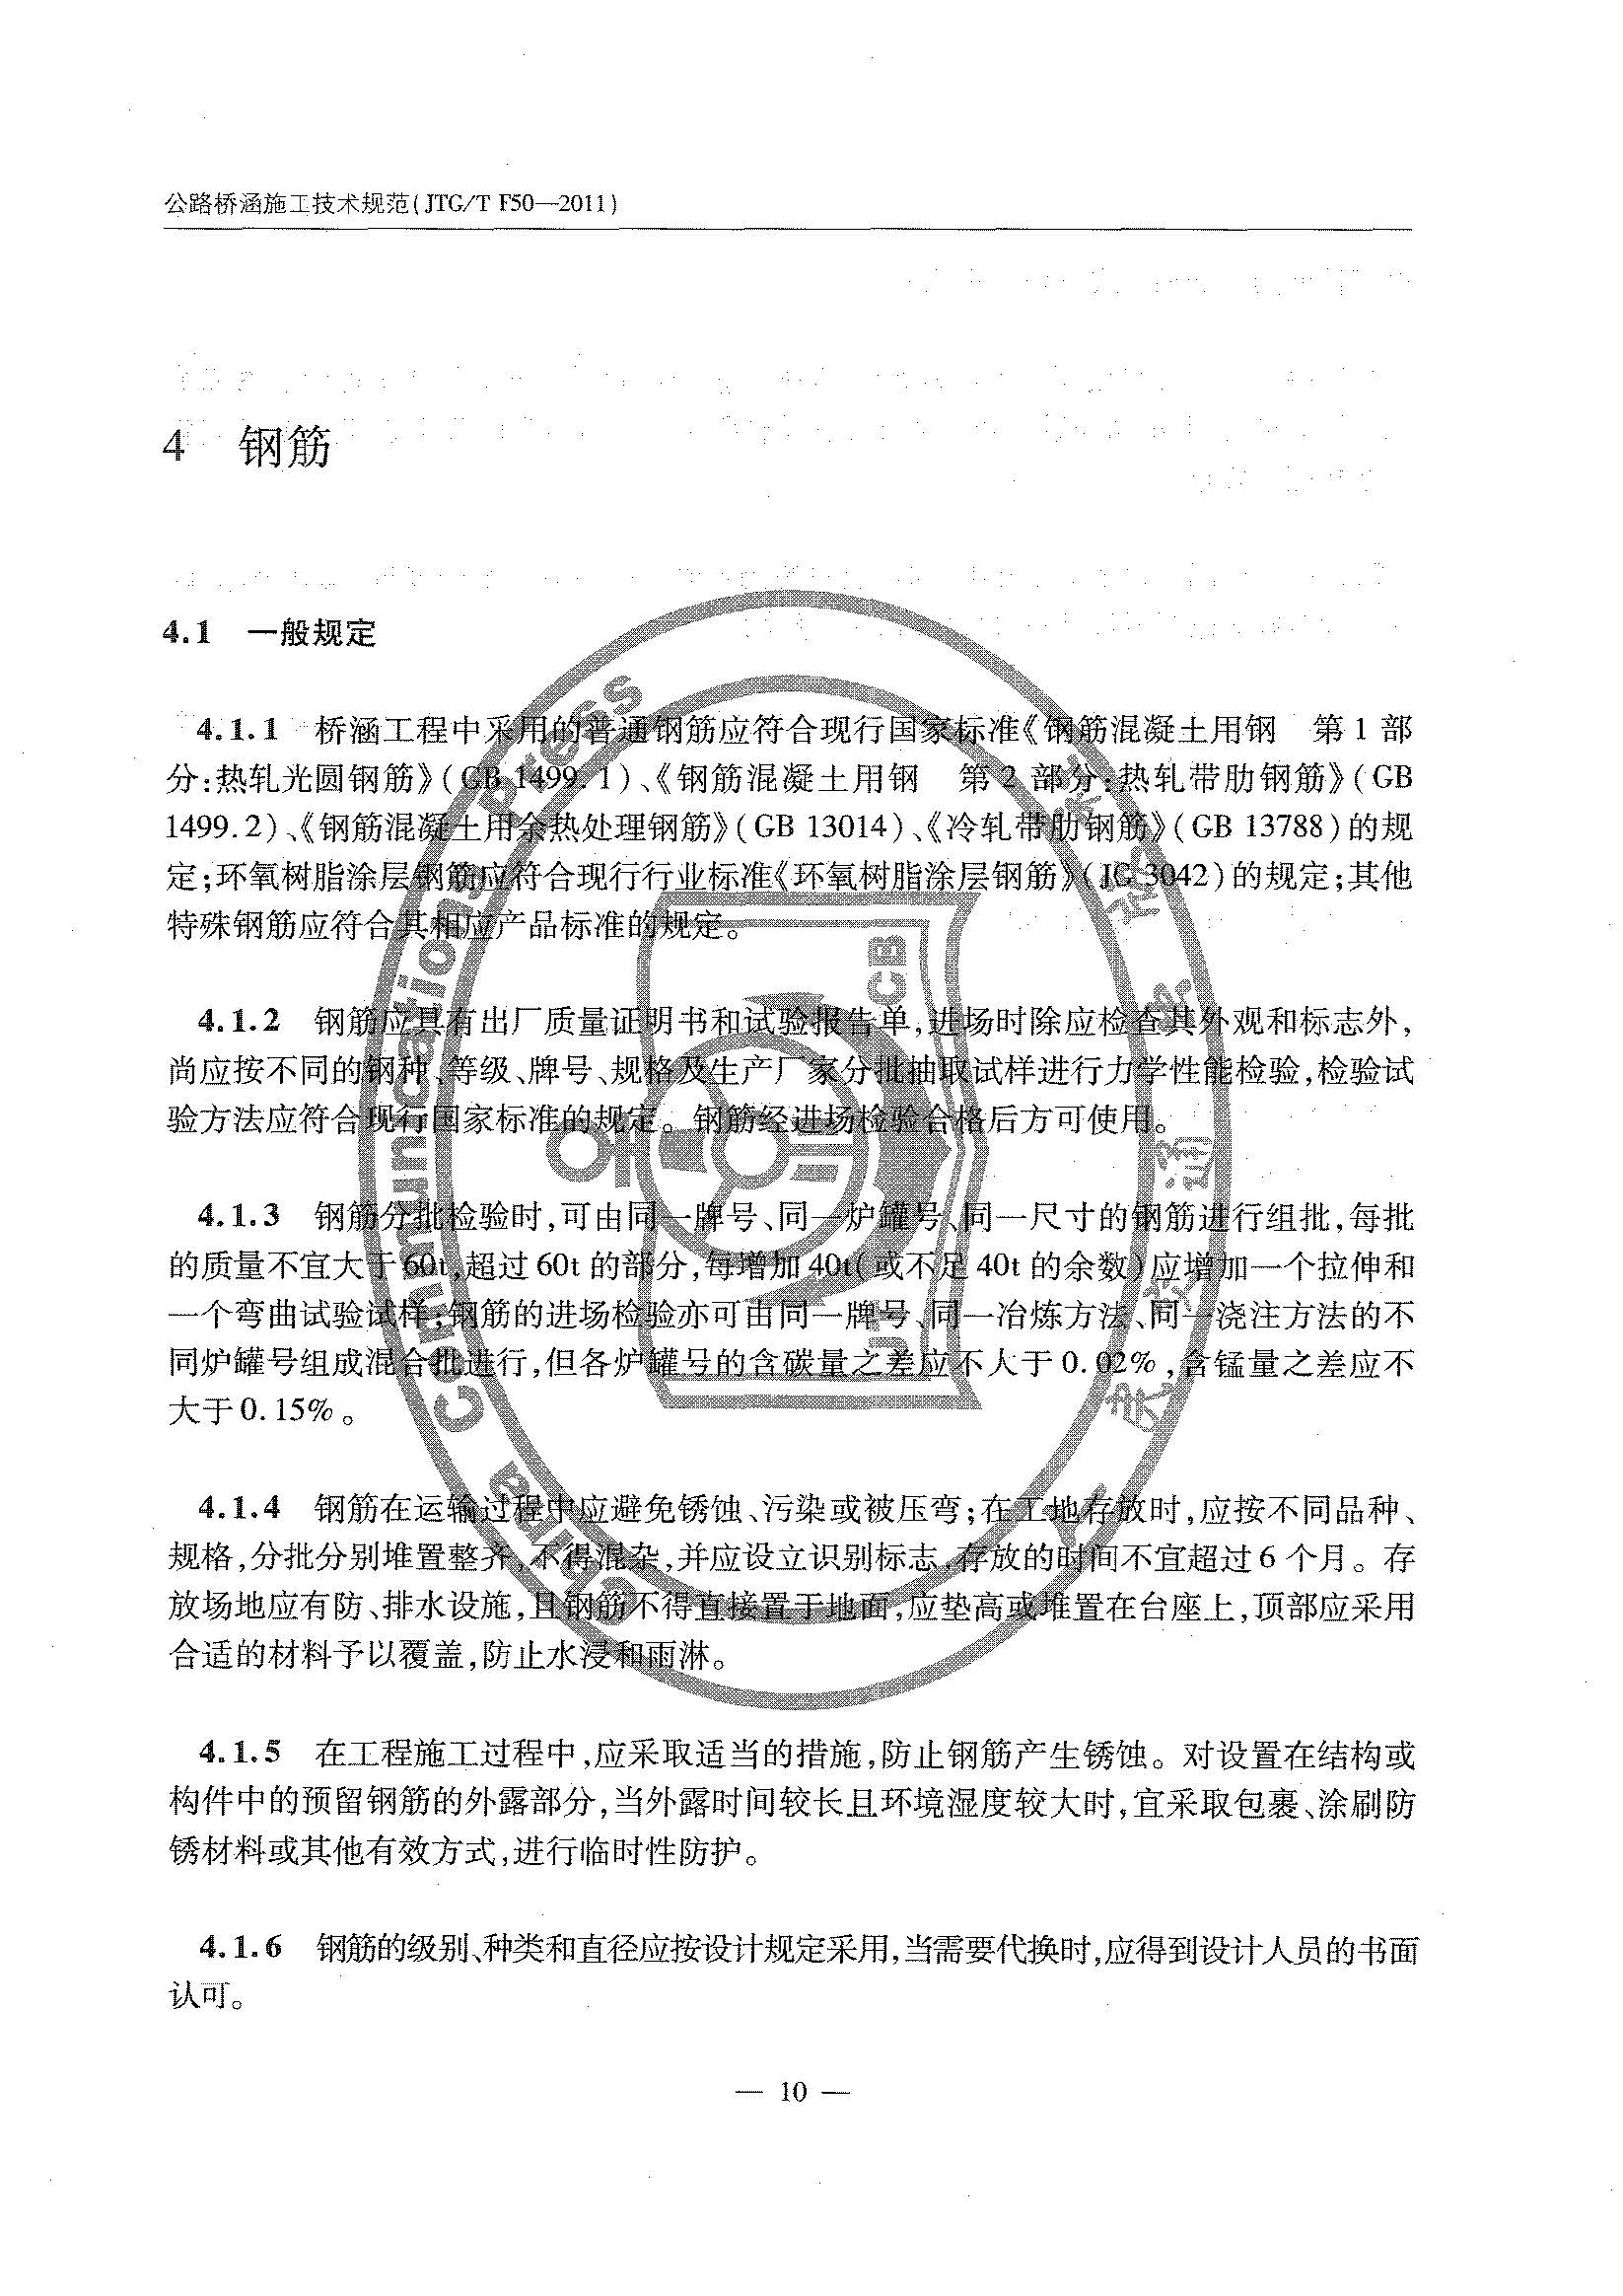 公路桥涵施工技术规范(JTG/T F50—2011)
4 钢筋
4.1 一般规定
4.1.1 桥涵工程中采用的普通钢筋应符合现行国家标准《钢筋混凝土用钢 第1部
分:热轧光圆钢筋》(GB 1499.1)、《钢筋混凝土用钢 第2部分:热轧带肋钢筋》(GB
1499.2)、《钢筋混凝土用余热处理钢筋》(GB 13014)、《冷轧带肋钢筋》(GB 13788)的规
定;环氧树脂涂层钢筋应符合现行行业标准《环氧树脂涂层钢筋》(JG 3042)的规定;其他
特殊钢筋应符合其相应产品标准的规定。
4.1.2 钢筋应具有出厂质量证明书和试验报告单,进场时除应检查其外观和标志外,
尚应按不同的钢种、等级、牌号、规格及生产厂家分批抽取试样进行力学性能检验,检验试
验方法应符合现行国家标准的规定。钢筋经进场检验合格后方可使用。
4.1.3 钢筋分批检验时,可由同一牌号、同一炉罐号、同一尺寸的钢筋进行组批,每批
的质量不宜大于60t,超过60t的部分,每增加40t(或不足40t的余数)应增加一个拉伸和
一个弯曲试验试样;钢筋的进场检验亦可由同一牌号、同一冶炼方法、同一浇注方法的不
同炉罐号组成混合批进行,但各炉罐号的含碳量之差应不大于0.02%,含锰量之差应不
大于0.15%。
4.1.4 钢筋在运输过程中应避免锈蚀、污染或被压弯;在工地存放时,应按不同品种、
规格,分批分别堆置整齐,不得混杂,并应设立识别标志,存放的时间不宜超过6个月。存
放场地应有防、排水设施,且钢筋不得直接置于地面,应垫高或堆置在台座上,顶部应采用
合适的材料予以覆盖,防止水浸和雨淋。
4.1.5 在工程施工过程中,应采取适当的措施,防止钢筋产生锈蚀。对设置在结构或
构件中的预留钢筋的外露部分,当外露时间较长且环境湿度较大时,宜采取包裹、涂刷防
锈材料或其他有效方式,进行临时性防护。
4.1.6 钢筋的级别、种类和直径应按设计规定采用,当需要代换时,应得到设计人员的书面
认可。
— 10 —
China Communications Press